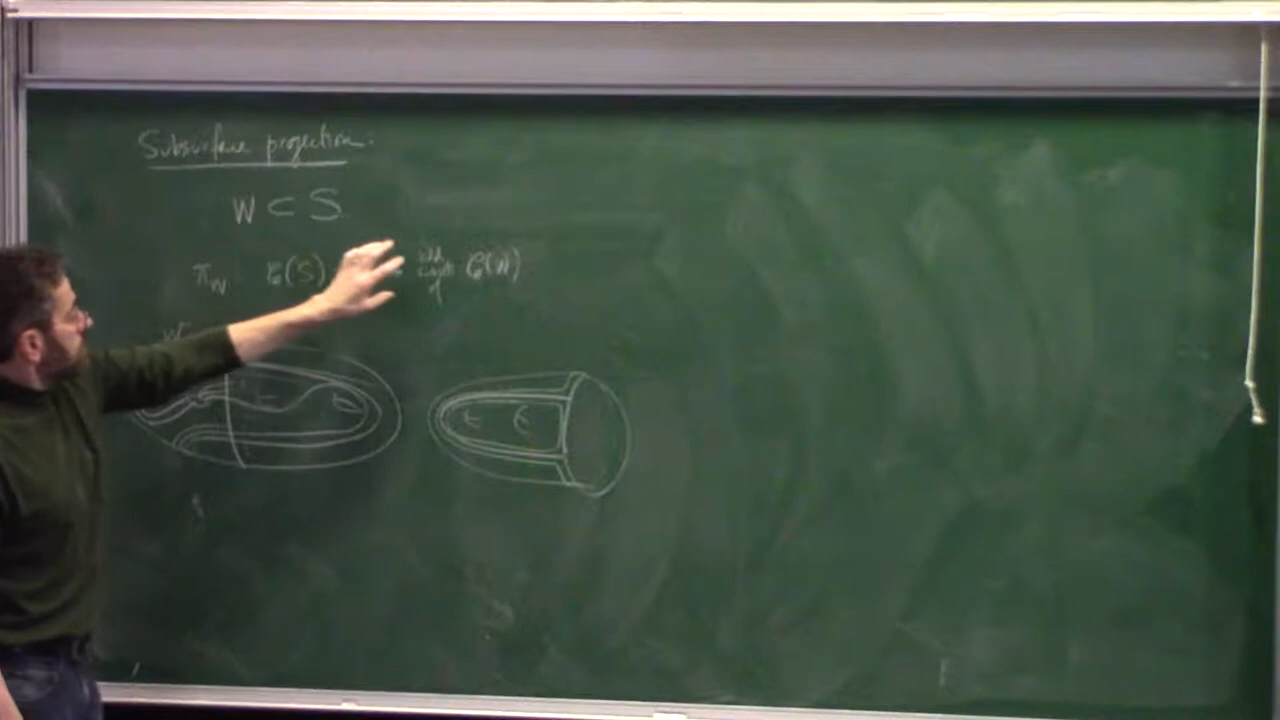 Subsurface projection:
W ⊂ S
π_W: 𝒞(S) 𝒞(W)
W